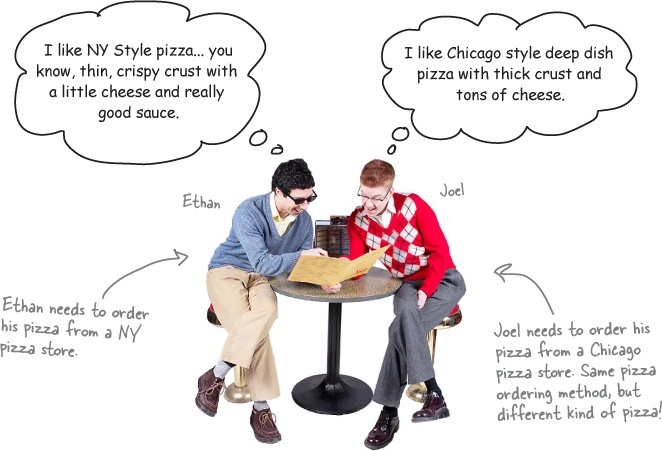 I like NY Style pizza... you
know, thin, crispy crust with
a little cheese and really
good sauce.
I like Chicago style deep dish
pizza with thick crust and
tons of cheese.
Ethan
Joel
Ethan needs to order
his pizza from a NY
pizza store.
Joel needs to order his
pizza from a Chicago
pizza store. Same pizza
ordering method, but
different kind of pizza!